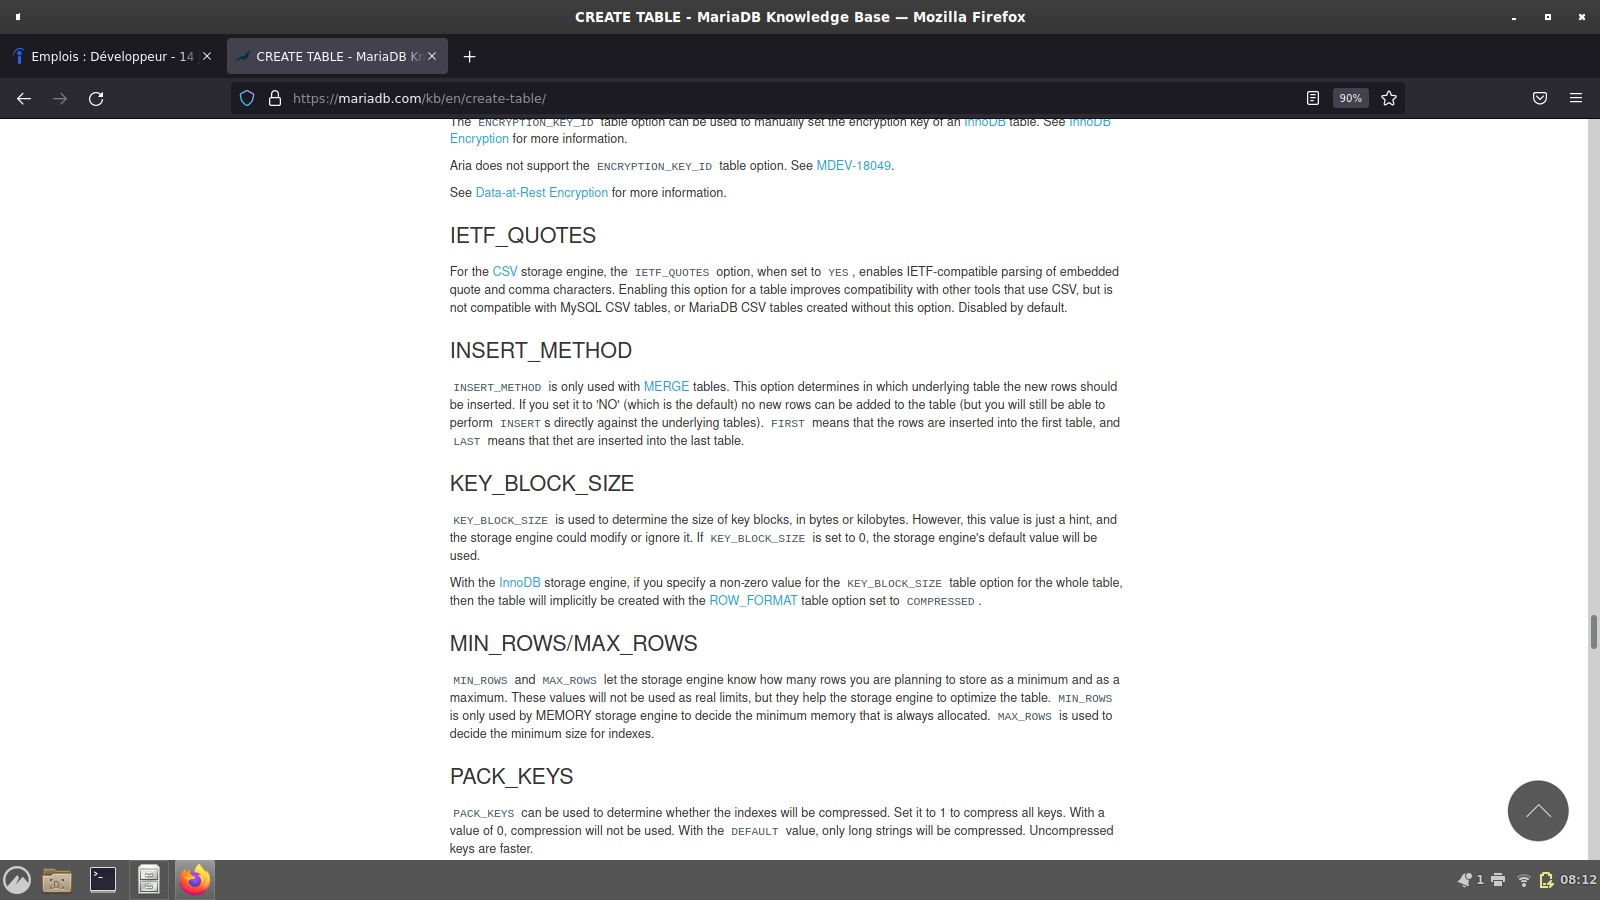 CREATE TABLE - MariaDB Knowledge Base — Mozilla Firefox
Emplois : Développeur - 14
CREATE TABLE - MariaDB Kn
https://mariadb.com/kb/en/create-table/
90%
The ENCRYPTION_KEY_ID table option can be used to manually set the encryption key of an InnoDB table. See InnoDB
Encryption for more information.
Aria does not support the ENCRYPTION_KEY_ID table option. See MDEV-18049.
See Data-at-Rest Encryption for more information.
IETF_QUOTES
For the CSV storage engine, the IETF_QUOTES option, when set to YES, enables IETF-compatible parsing of embedded
quote and comma characters. Enabling this option for a table improves compatibility with other tools that use CSV, but is
not compatible with MySQL CSV tables, or MariaDB CSV tables created without this option. Disabled by default.
INSERT_METHOD
INSERT_METHOD is only used with MERGE tables. This option determines in which underlying table the new rows should
be inserted. If you set it to 'NO' (which is the default) no new rows can be added to the table (but you will still be able to
perform INSERTs directly against the underlying tables). FIRST means that the rows are inserted into the first table, and
LAST means that thet are inserted into the last table.
KEY_BLOCK_SIZE
KEY_BLOCK_SIZE is used to determine the size of key blocks, in bytes or kilobytes. However, this value is just a hint, and
the storage engine could modify or ignore it. If KEY_BLOCK_SIZE is set to 0, the storage engine's default value will be
used.
With the InnoDB storage engine, if you specify a non-zero value for the KEY_BLOCK_SIZE table option for the whole table,
then the table will implicitly be created with the ROW_FORMAT table option set to COMPRESSED.
MIN_ROWS/MAX_ROWS
MIN_ROWS and MAX_ROWS let the storage engine know how many rows you are planning to store as a minimum and as a
maximum. These values will not be used as real limits, but they help the storage engine to optimize the table. MIN_ROWS
is only used by MEMORY storage engine to decide the minimum memory that is always allocated. MAX_ROWS is used to
decide the minimum size for indexes.
PACK_KEYS
PACK_KEYS can be used to determine whether the indexes will be compressed. Set it to 1 to compress all keys. With a
value of 0, compression will not be used. With the DEFAULT value, only long strings will be compressed. Uncompressed
keys are faster.
1
08:12